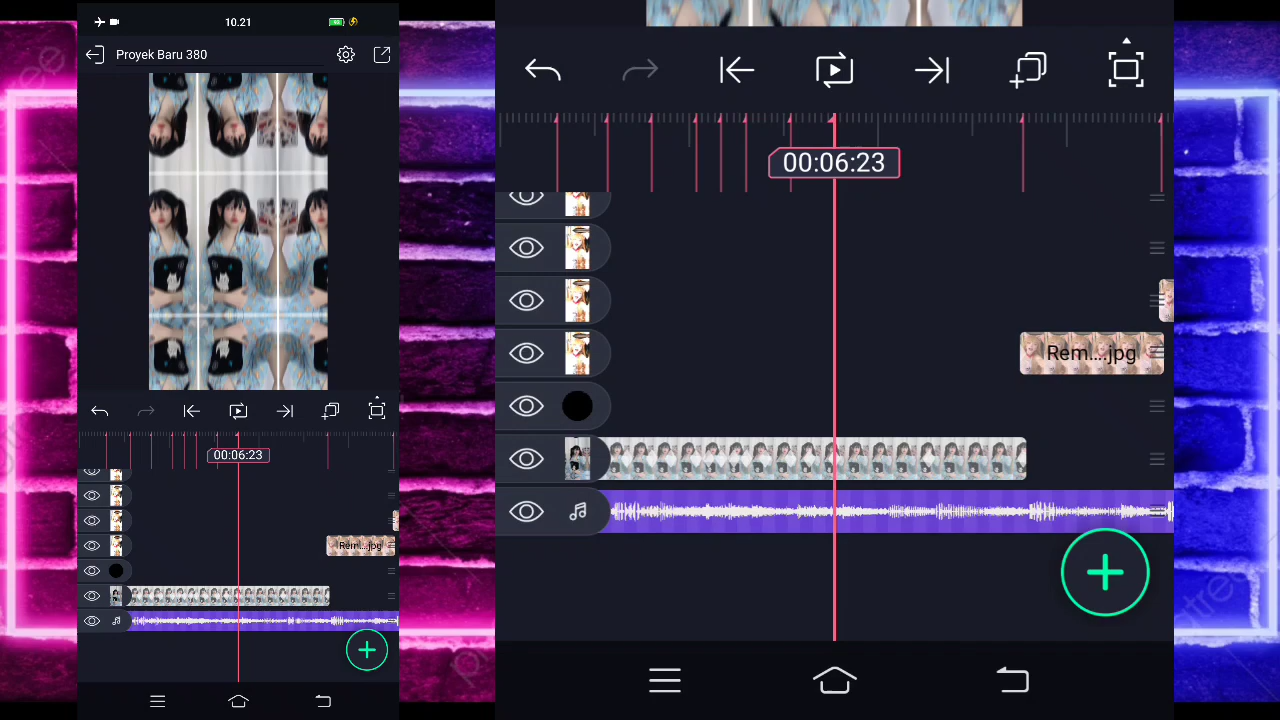 10.21
Proyek Baru 380
00:06:23
Rem...jpg
00:06:23
Rem....jpg